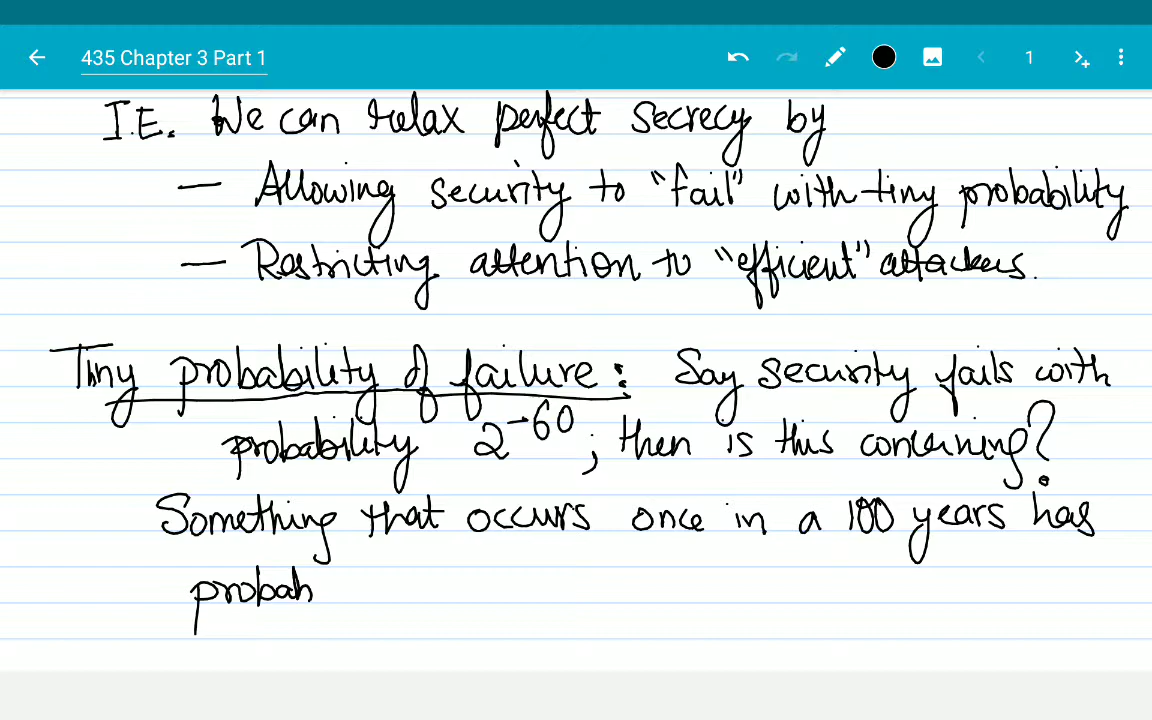 435 Chapter 3 Part 1
1
I.E. We can relax perfect secrecy by
— Allowing security to "fail" with tiny probability
— Restricting attention to "efficient" attackers.
Tiny probability of failure: Say security fails with
probability 2^-60; then is this concerning?
Something that occurs once in a 100 years has
probab